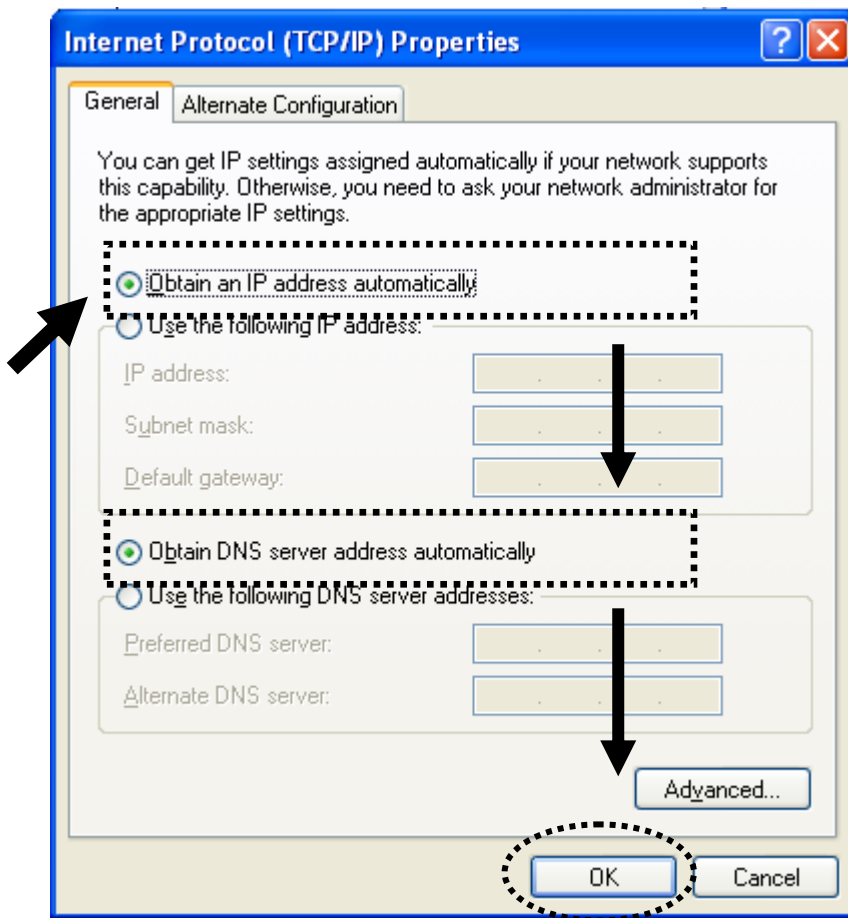 Internet Protocol (TCP/IP) Properties
?
General
Alternate Configuration
You can get IP settings assigned automatically if your network supports
this capability. Otherwise, you need to ask your network administrator for
the appropriate IP settings.
Obtain an IP address automatically
Use the following IP address:
IP address:
Subnet mask:
Default gateway:
Obtain DNS server address automatically
Use the following DNS server addresses:
Preferred DNS server:
Alternate DNS server:
Advanced...
OK
Cancel